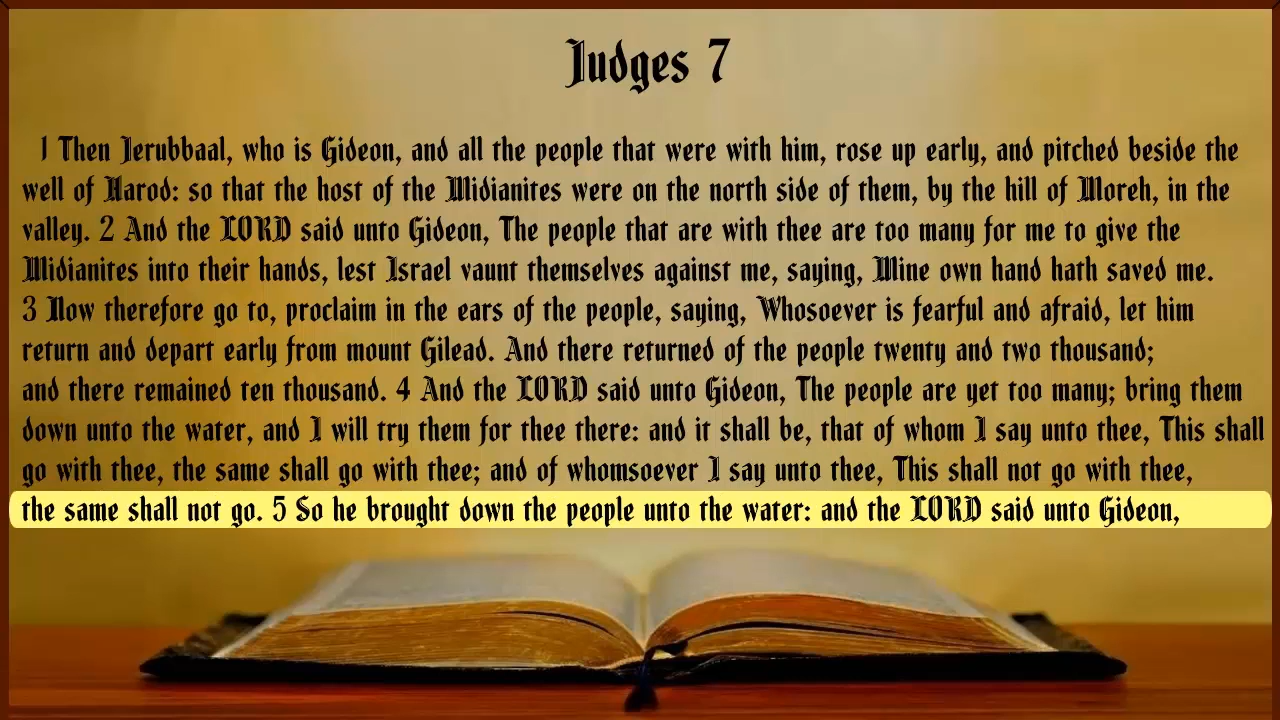 Judges 7
1 Then Jerubbaal, who is Gideon, and all the people that were with him, rose up early, and pitched beside the
well of Harod: so that the host of the Midianites were on the north side of them, by the hill of Moreh, in the
valley. 2 And the LORD said unto Gideon, The people that are with thee are too many for me to give the
Midianites into their hands, lest Israel vaunt themselves against me, saying, Mine own hand hath saved me.
3 Now therefore go to, proclaim in the ears of the people, saying, Whosoever is fearful and afraid, let him
return and depart early from mount Gilead. And there returned of the people twenty and two thousand;
and there remained ten thousand. 4 And the LORD said unto Gideon, The people are yet too many; bring them
down unto the water, and I will try them for thee there: and it shall be, that of whom I say unto thee, This shall
go with thee, the same shall go with thee; and of whomsoever I say unto thee, This shall not go with thee,
the same shall not go. 5 So he brought down the people unto the water: and the LORD said unto Gideon,